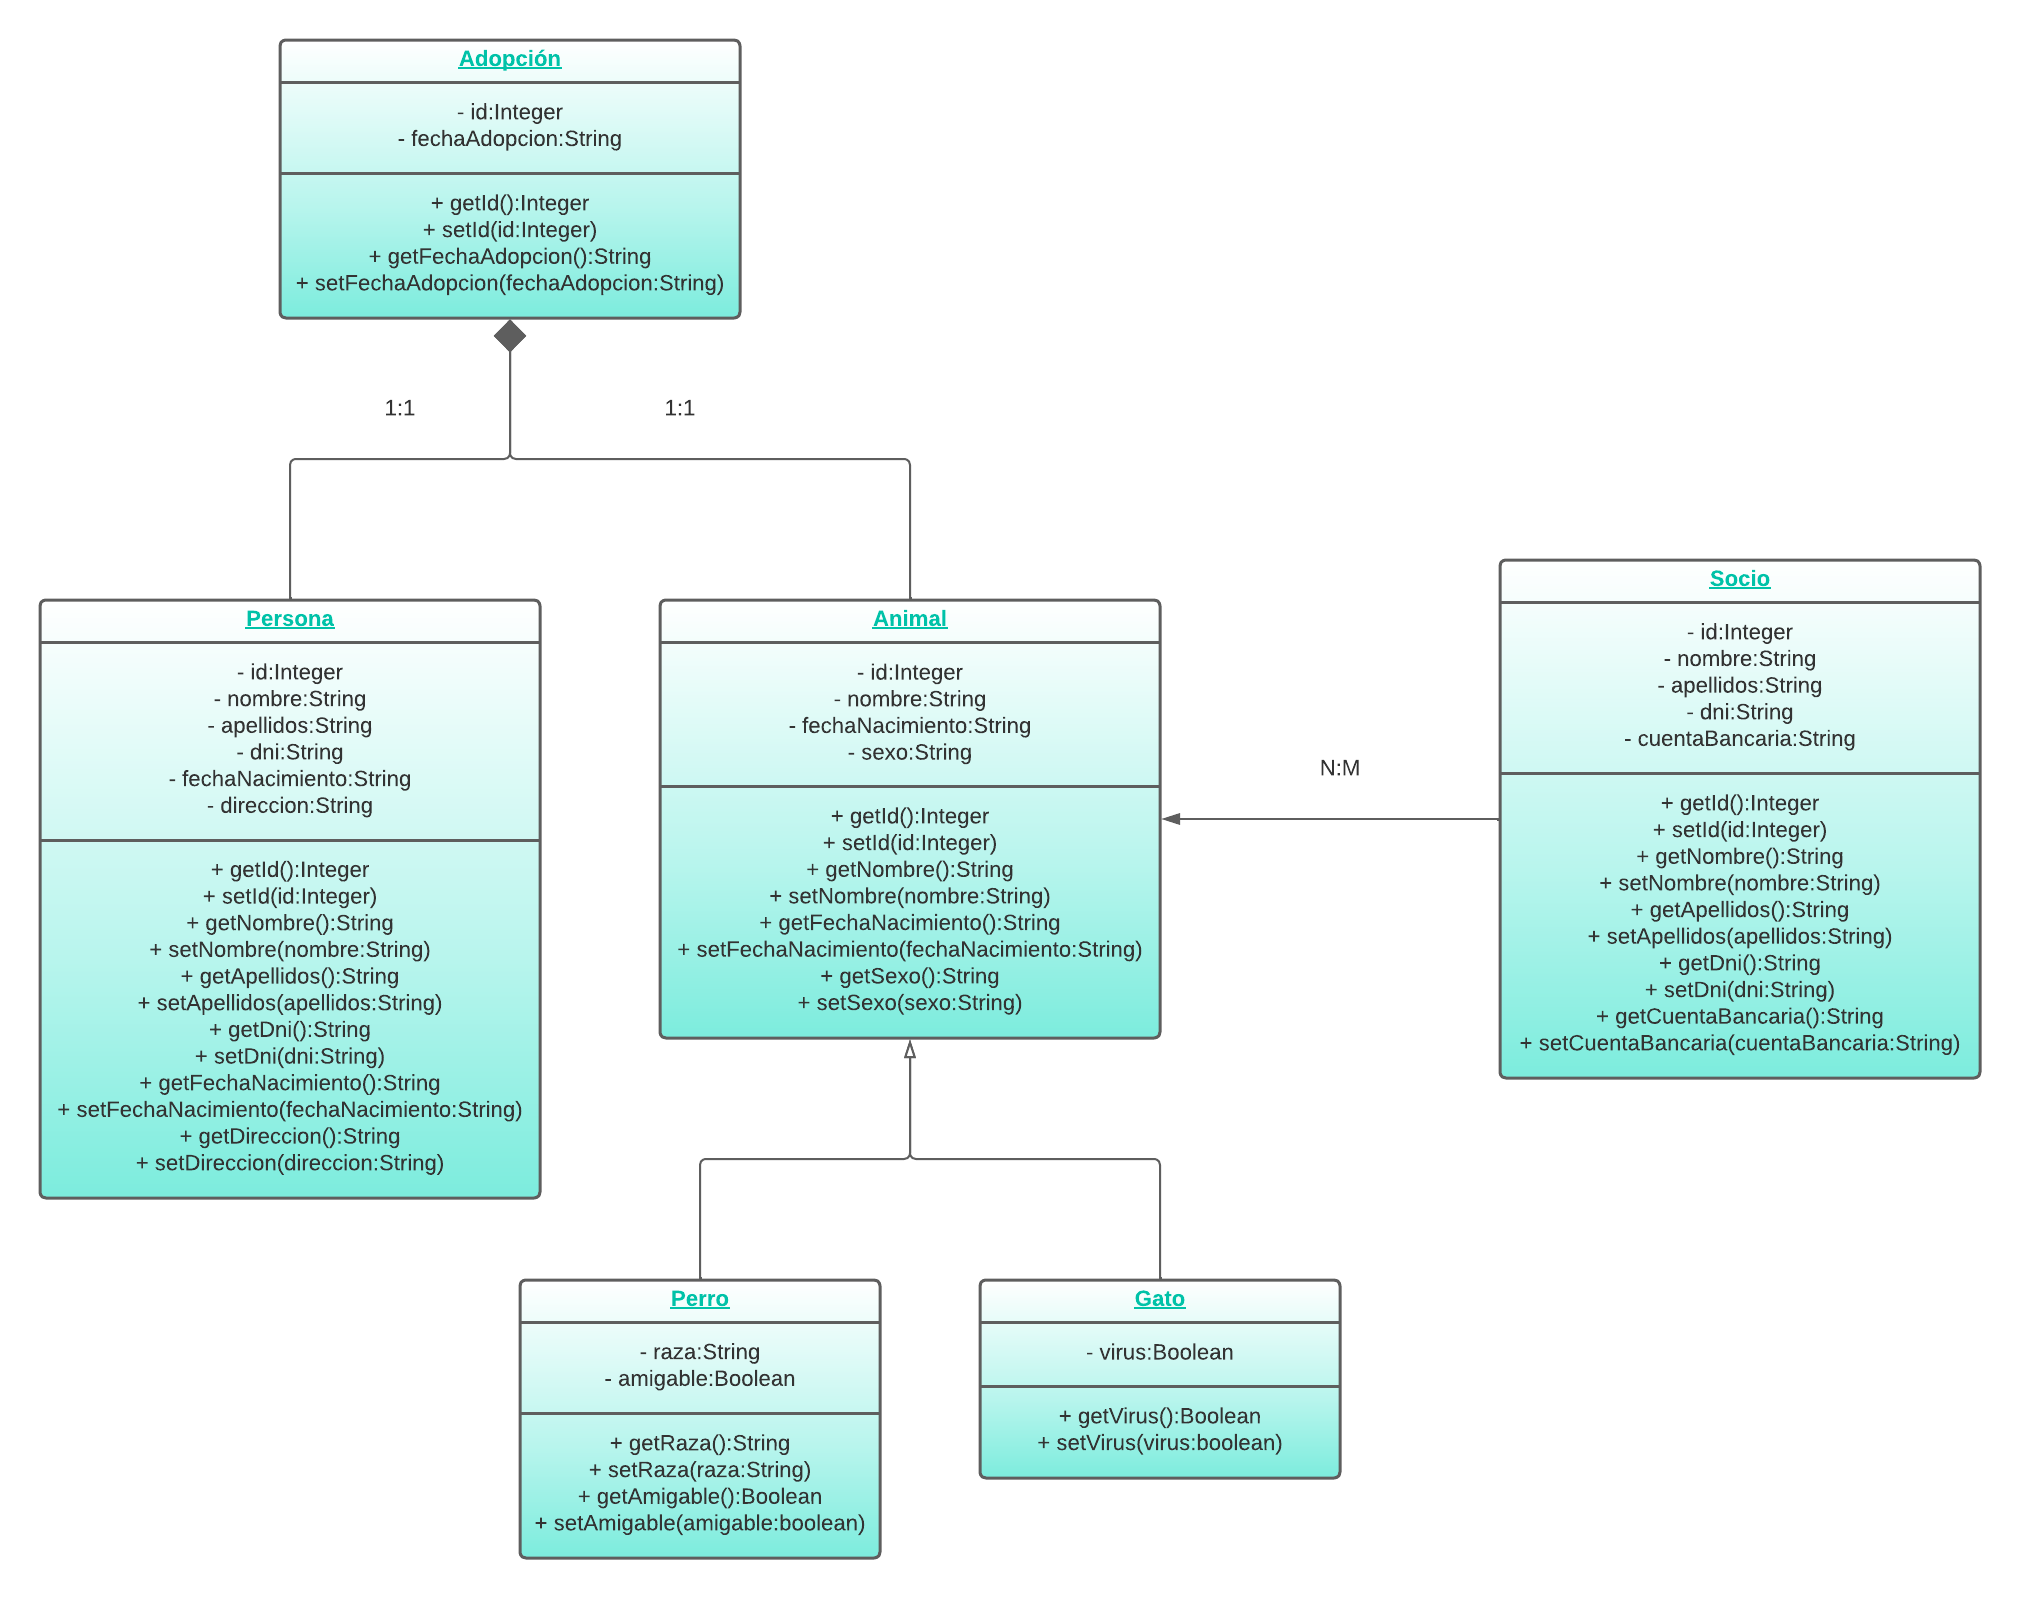 Adopción
- id:Integer
- fechaAdopcion:String
+ getId():Integer
+ setId(id:Integer)
+ getFechaAdopcion():String
+ setFechaAdopcion(fechaAdopcion:String)
1:1
1:1
Persona
- id:Integer
- nombre:String
- apellidos:String
- dni:String
- fechaNacimiento:String
- direccion:String
+ getId():Integer
+ setId(id:Integer)
+ getNombre():String
+ setNombre(nombre:String)
+ getApellidos():String
+ setApellidos(apellidos:String)
+ getDni():String
+ setDni(dni:String)
+ getFechaNacimiento():String
+ setFechaNacimiento(fechaNacimiento:String)
+ getDireccion():String
+ setDireccion(direccion:String)
Animal
- id:Integer
- nombre:String
- fechaNacimiento:String
- sexo:String
+ getId():Integer
+ setId(id:Integer)
+ getNombre():String
+ setNombre(nombre:String)
+ getFechaNacimiento():String
+ setFechaNacimiento(fechaNacimiento:String)
+ getSexo():String
+ setSexo(sexo:String)
N:M
Socio
- id:Integer
- nombre:String
- apellidos:String
- dni:String
- cuentaBancaria:String
+ getId():Integer
+ setId(id:Integer)
+ getNombre():String
+ setNombre(nombre:String)
+ getApellidos():String
+ setApellidos(apellidos:String)
+ getDni():String
+ setDni(dni:String)
+ getCuentaBancaria():String
+ setCuentaBancaria(cuentaBancaria:String)
Perro
- raza:String
- amigable:Boolean
+ getRaza():String
+ setRaza(raza:String)
+ getAmigable():Boolean
+ setAmigable(amigable:boolean)
Gato
- virus:Boolean
+ getVirus():Boolean
+ setVirus(virus:boolean)